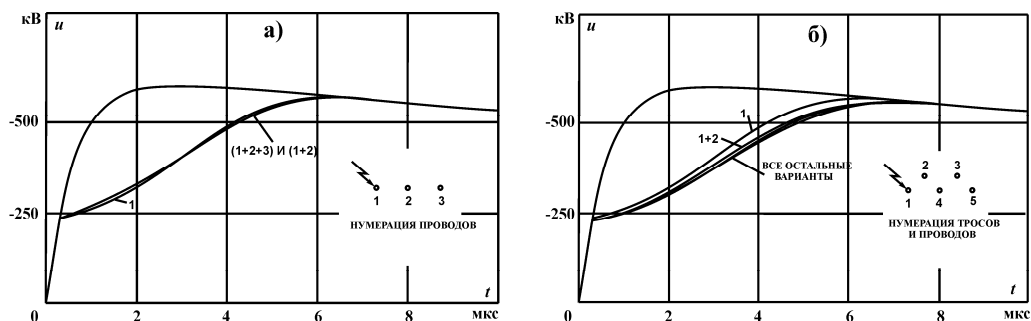 кВ
u
а)
-500
(1+2+3) И (1+2)
-250
1
1 2 3
НУМЕРАЦИЯ ПРОВОДОВ
t
0 2 4 6 8 мкс
кВ
u
б)
-500
1
1+2
ВСЕ ОСТАЛЬНЫЕ
ВАРИАНТЫ
-250
2 3
1 4 5
НУМЕРАЦИЯ ТРОСОВ
И ПРОВОДОВ
t
0 2 4 6 8 мкс